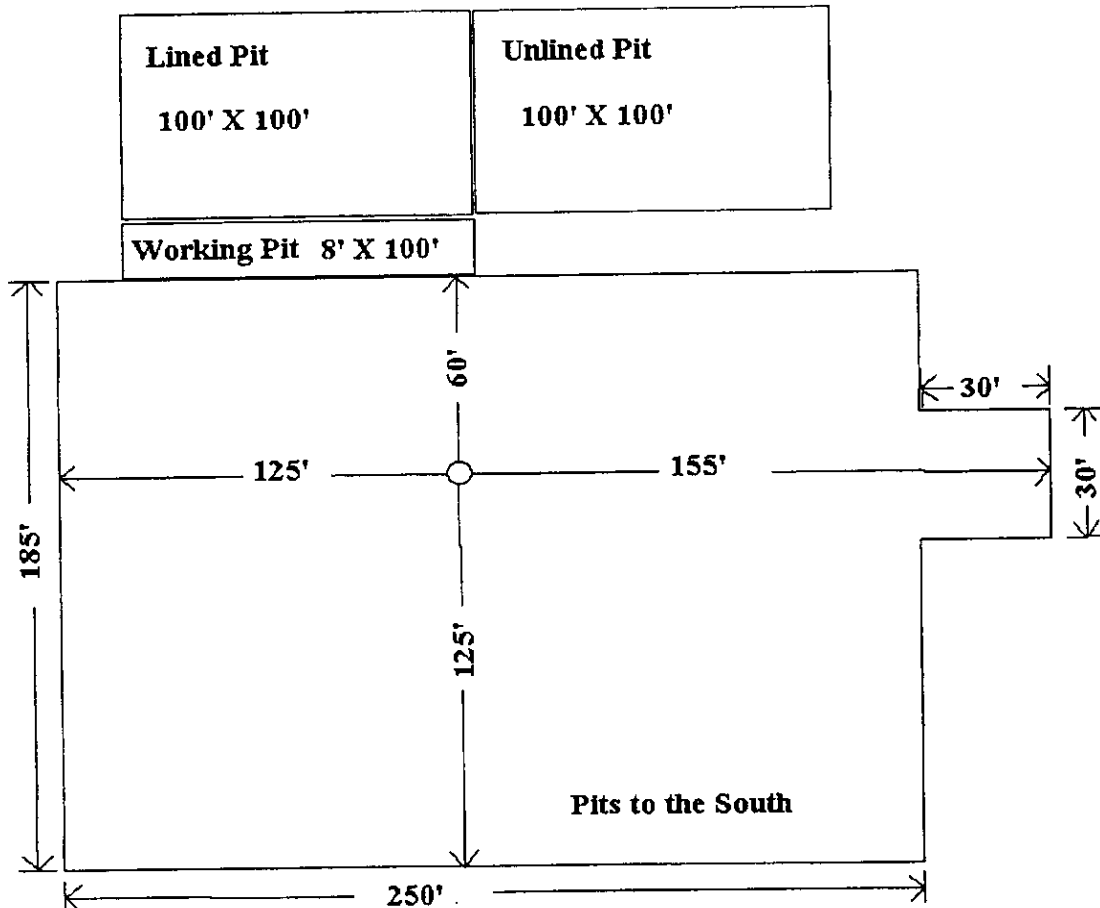 Lined Pit
100' X 100'
Unlined Pit
100' X 100'
Working Pit 8' X 100'
60'
30'
125'
155'
30'
185'
125'
Pits to the South
250'